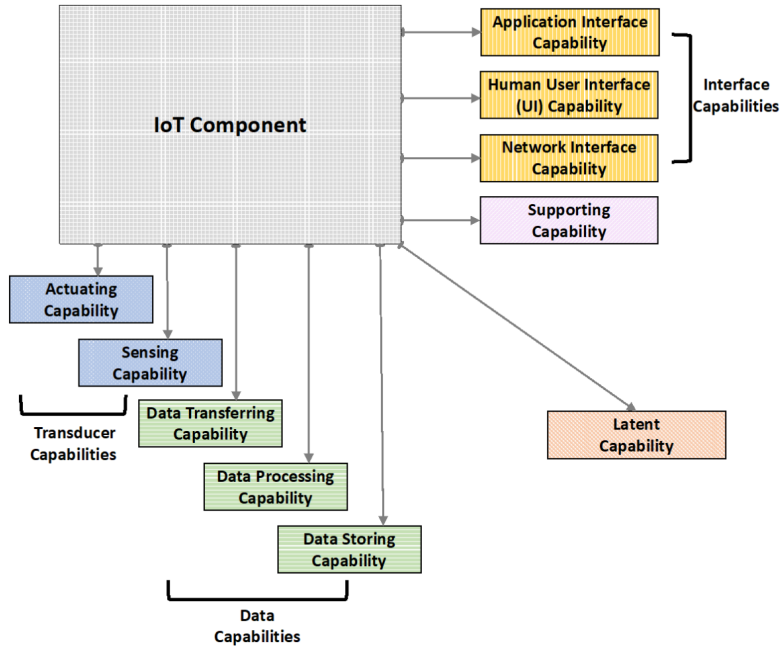 IoT Component
Application Interface
Capability
Human User Interface
(UI) Capability
Network Interface
Capability
Interface
Capabilities
Supporting
Capability
Actuating
Capability
Sensing
Capability
Transducer
Capabilities
Data Transferring
Capability
Data Processing
Capability
Data Storing
Capability
Data
Capabilities
Latent
Capability